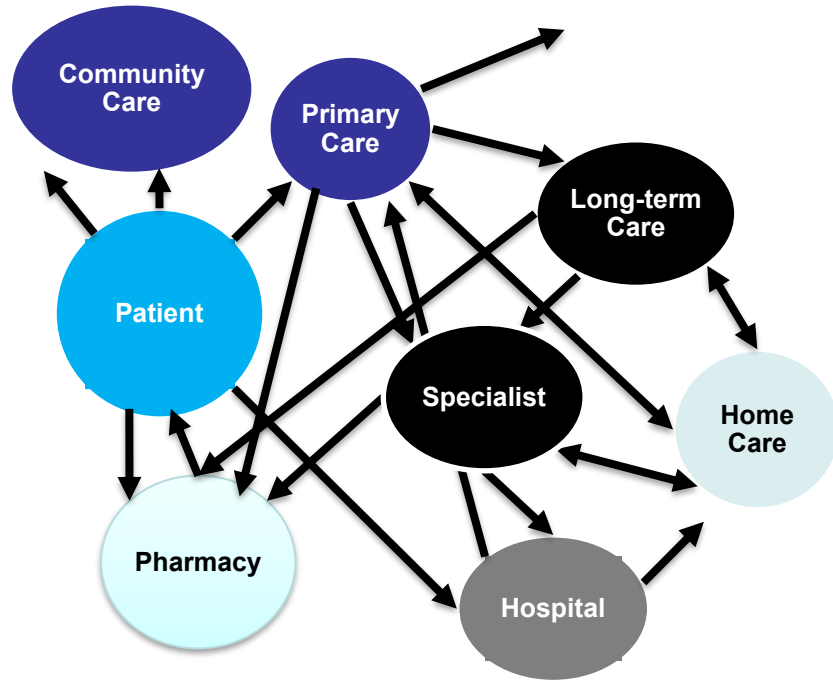 Community
Care
Primary
Care
Long-term
Care
Patient
Specialist
Home
Care
Pharmacy
Hospital